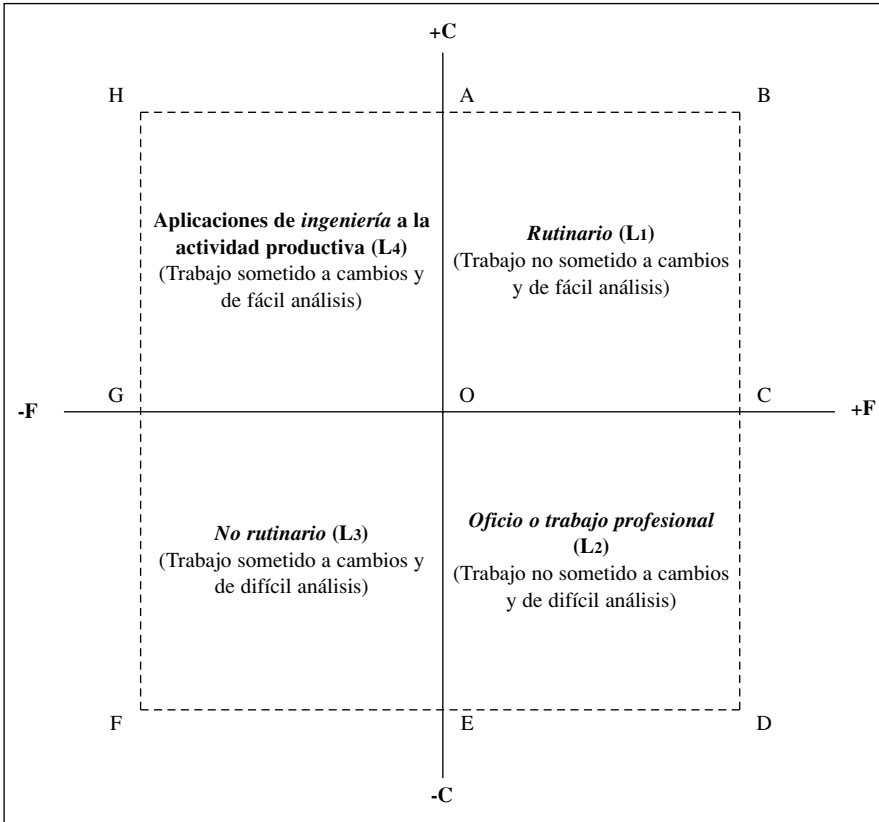 +C
H
A
B
Aplicaciones de ingeniería a la
actividad productiva (L4)
(Trabajo sometido a cambios y
de fácil análisis)
Rutinario (L1)
(Trabajo no sometido a cambios
y de fácil análisis)
-F
G
O
C
+F
No rutinario (L3)
(Trabajo sometido a cambios y
de difícil análisis)
Oficio o trabajo profesional
(L2)
(Trabajo no sometido a cambios
y de difícil análisis)
F
E
D
-C